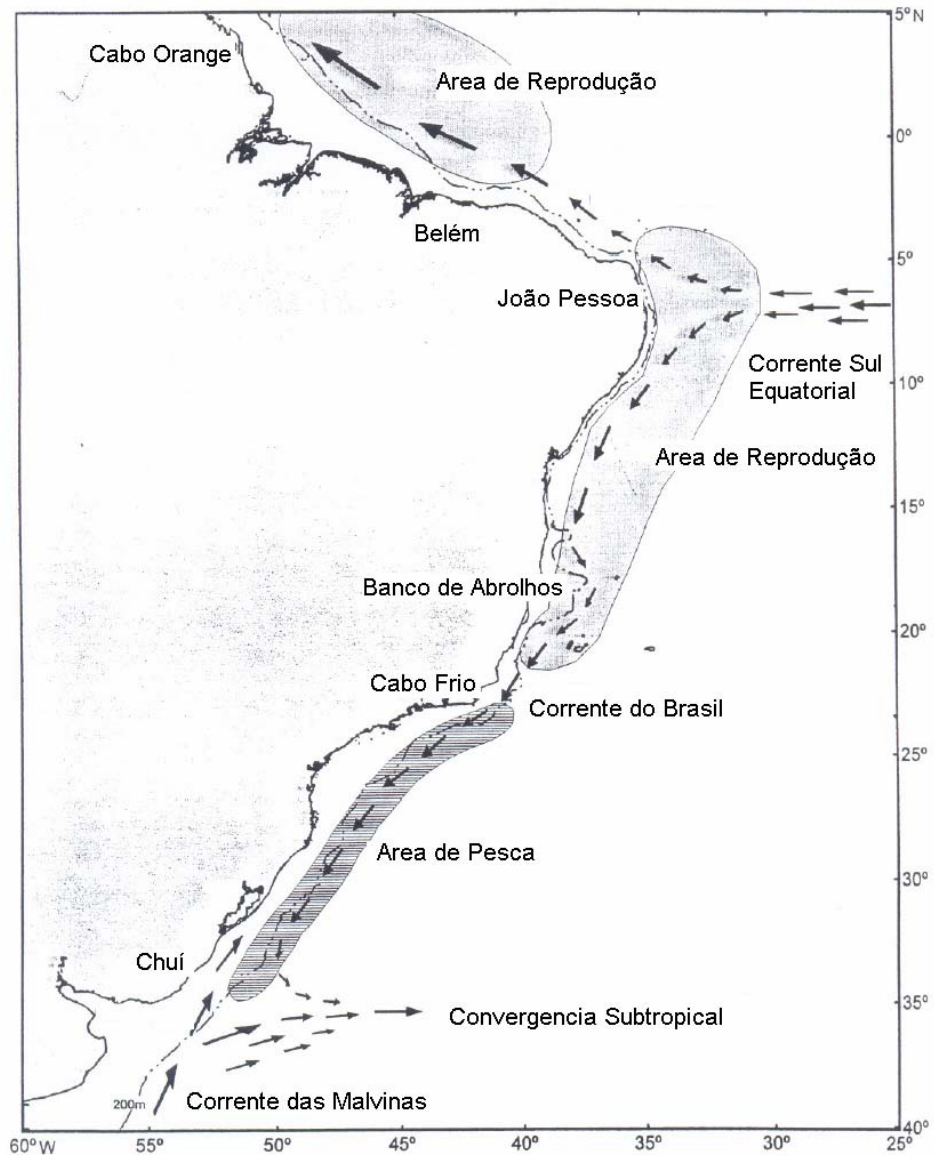 5°N
Cabo Orange
Area de Reprodução
0°
Belém
5°
João Pessoa
Corrente Sul
Equatorial
10°
Area de Reprodução
15°
Banco de Abrolhos
20°
Cabo Frio
Corrente do Brasil
25°
Area de Pesca
30°
Chuí
35°
Convergencia Subtropical
200m
Corrente das Malvinas
40°
60°W 55° 50° 45° 40° 35° 30° 25°